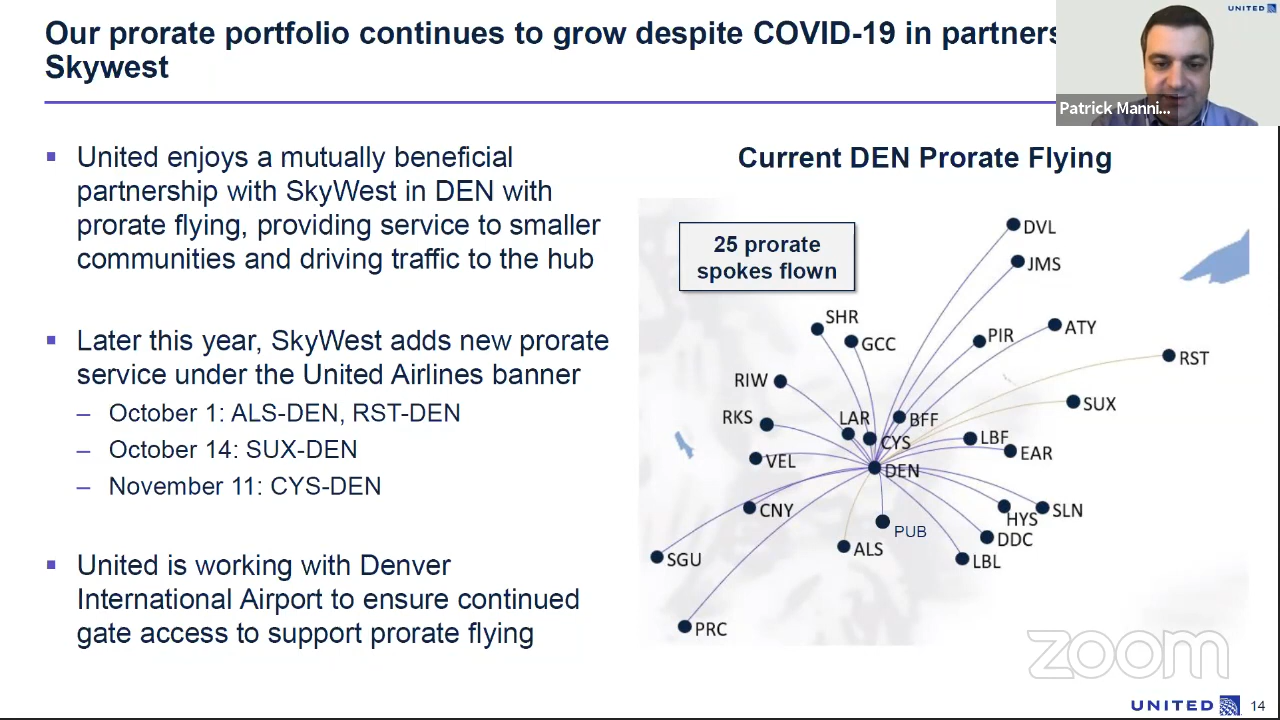 Our prorate portfolio continues to grow despite COVID-19 in partners
Skywest
UNITED
Patrick Manni...
United enjoys a mutually beneficial
partnership with SkyWest in DEN with
prorate flying, providing service to smaller
communities and driving traffic to the hub
Later this year, SkyWest adds new prorate
service under the United Airlines banner
– October 1: ALS-DEN, RST-DEN
– October 14: SUX-DEN
– November 11: CYS-DEN
United is working with Denver
International Airport to ensure continued
gate access to support prorate flying
Current DEN Prorate Flying
25 prorate
spokes flown
DVL
JMS
SHR
GCC
PIR
ATY
RST
RIW
SUX
RKS
LAR
BFF
CYS
LBF
EAR
VEL
DEN
CNY
HYS
SLN
PUB
DDC
ALS
LBL
SGU
PRC
zoom
UNITED
14